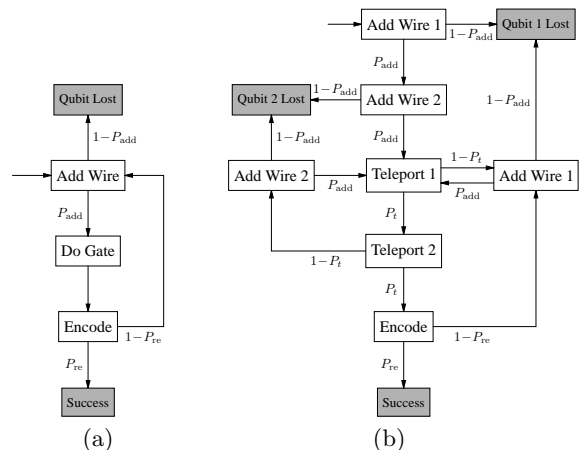 Qubit Lost
1−P_add
Add Wire
P_add
Do Gate
Encode
1−P_re
P_re
Success
(a)
Add Wire 1
1−P_add
Qubit 1 Lost
P_add
1−P_add
Qubit 2 Lost
1−P_add
Add Wire 2
1−P_add
P_add
Add Wire 2
P_add
Teleport 1
1−P_t
P_add
Add Wire 1
P_t
Teleport 2
1−P_t
P_t
Encode
1−P_re
P_re
Success
(b)